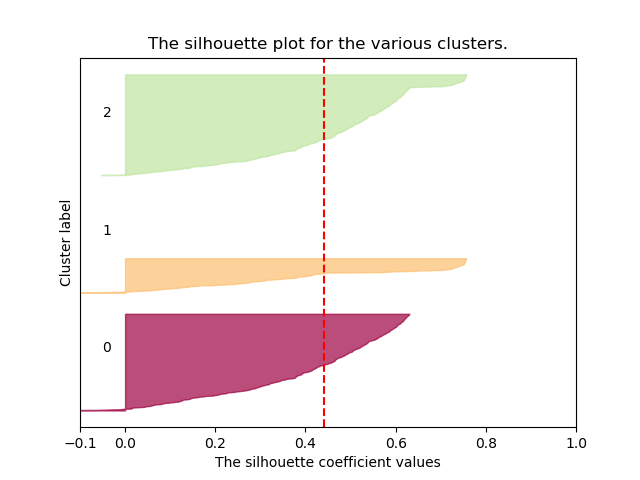 The silhouette plot for the various clusters.
2
1
0
Cluster label
−0.1 0.0 0.2 0.4 0.6 0.8 1.0
The silhouette coefficient values